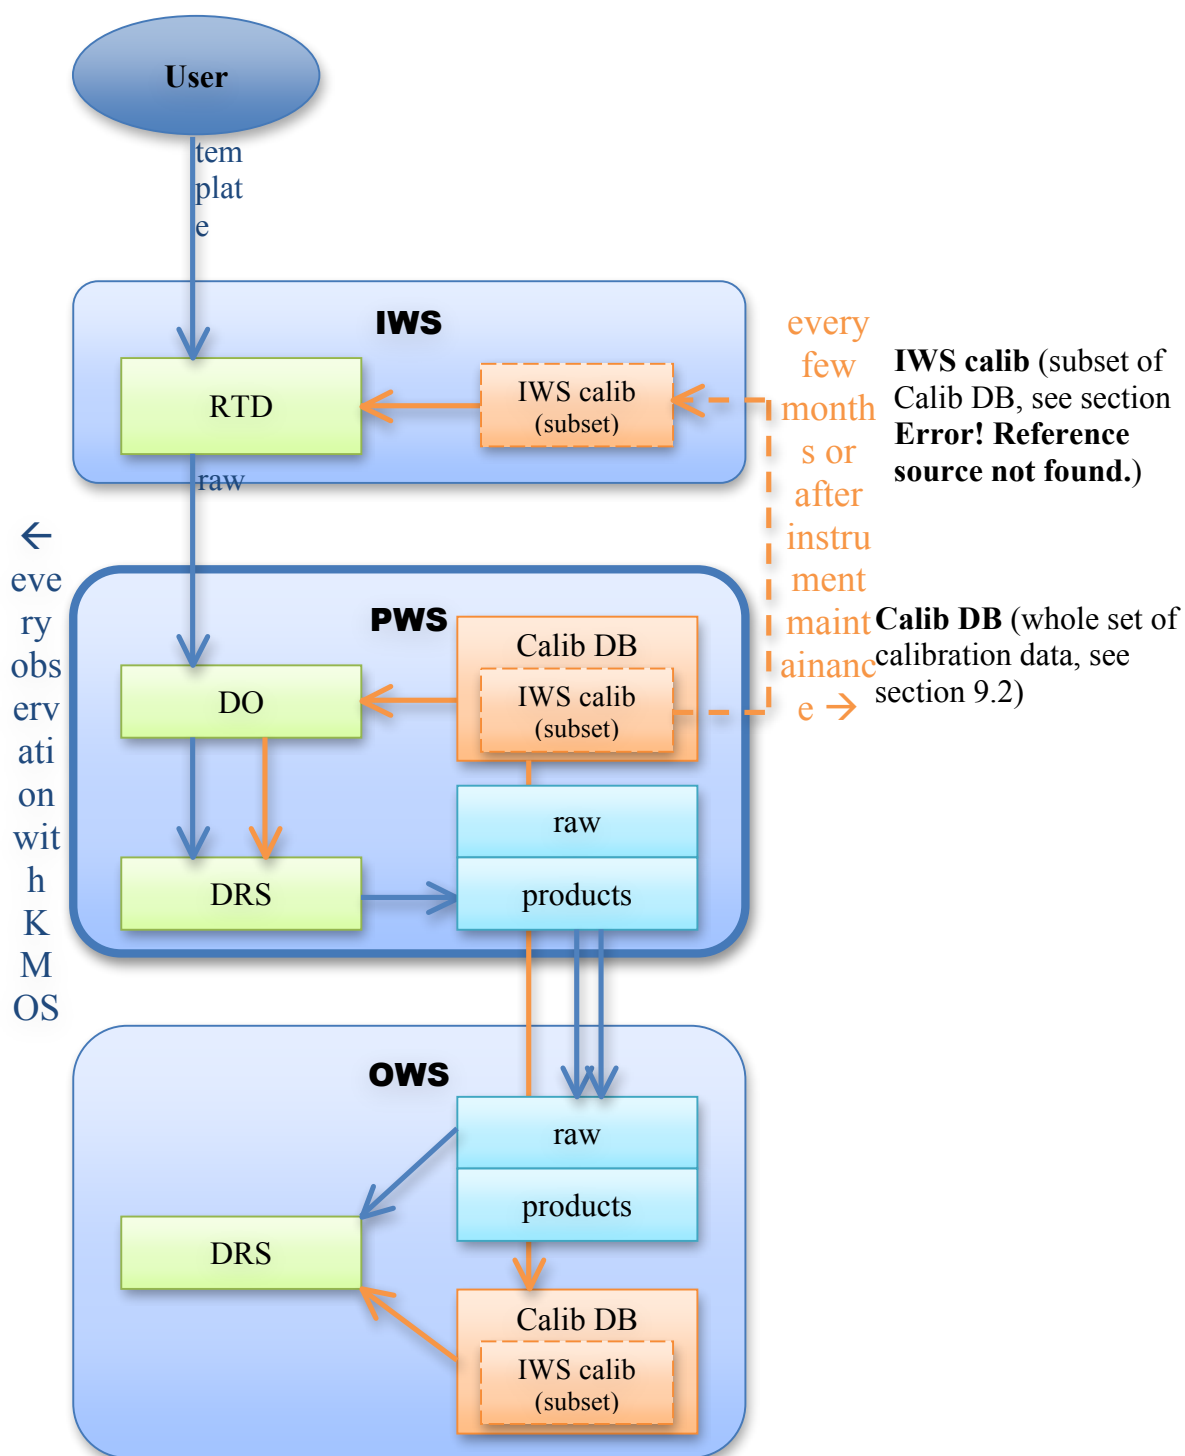 User
tem
plat
e
IWS
RTD
IWS calib
(subset)
raw
every
few
month
s or
after
instru
ment
maint
ainanc
e →
IWS calib (subset of
Calib DB, see section
Error! Reference
source not found.)
Calib DB (whole set of
calibration data, see
section 9.2)
←
eve
ry
obs
erv
ati
on
wit
h
K
M
OS
PWS
DO
Calib DB
IWS calib
(subset)
raw
products
DRS
OWS
raw
products
DRS
Calib DB
IWS calib
(subset)